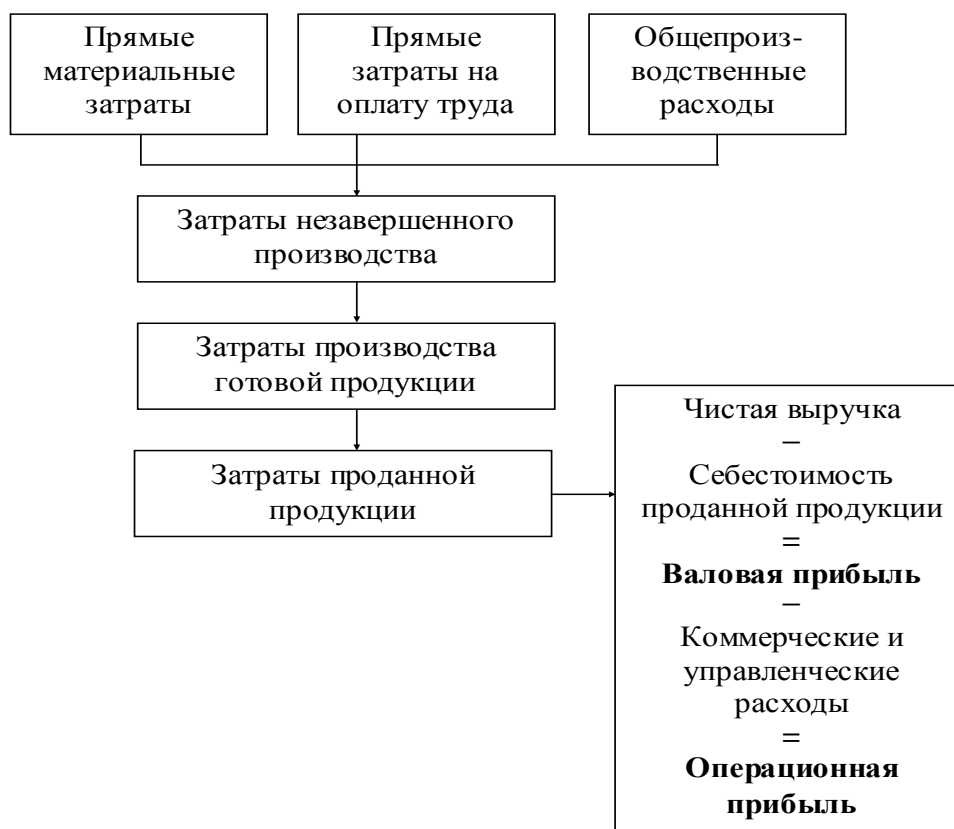 Прямые
материальные
затраты
Прямые
затраты на
оплату труда
Общепроиз-
водственные
расходы
Затраты незавершенного
производства
Затраты производства
готовой продукции
Затраты проданной
продукции
Чистая выручка
–
Себестоимость
проданной продукции
=
Валовая прибыль
–
Коммерческие и
управленческие
расходы
=
Операционная
прибыль